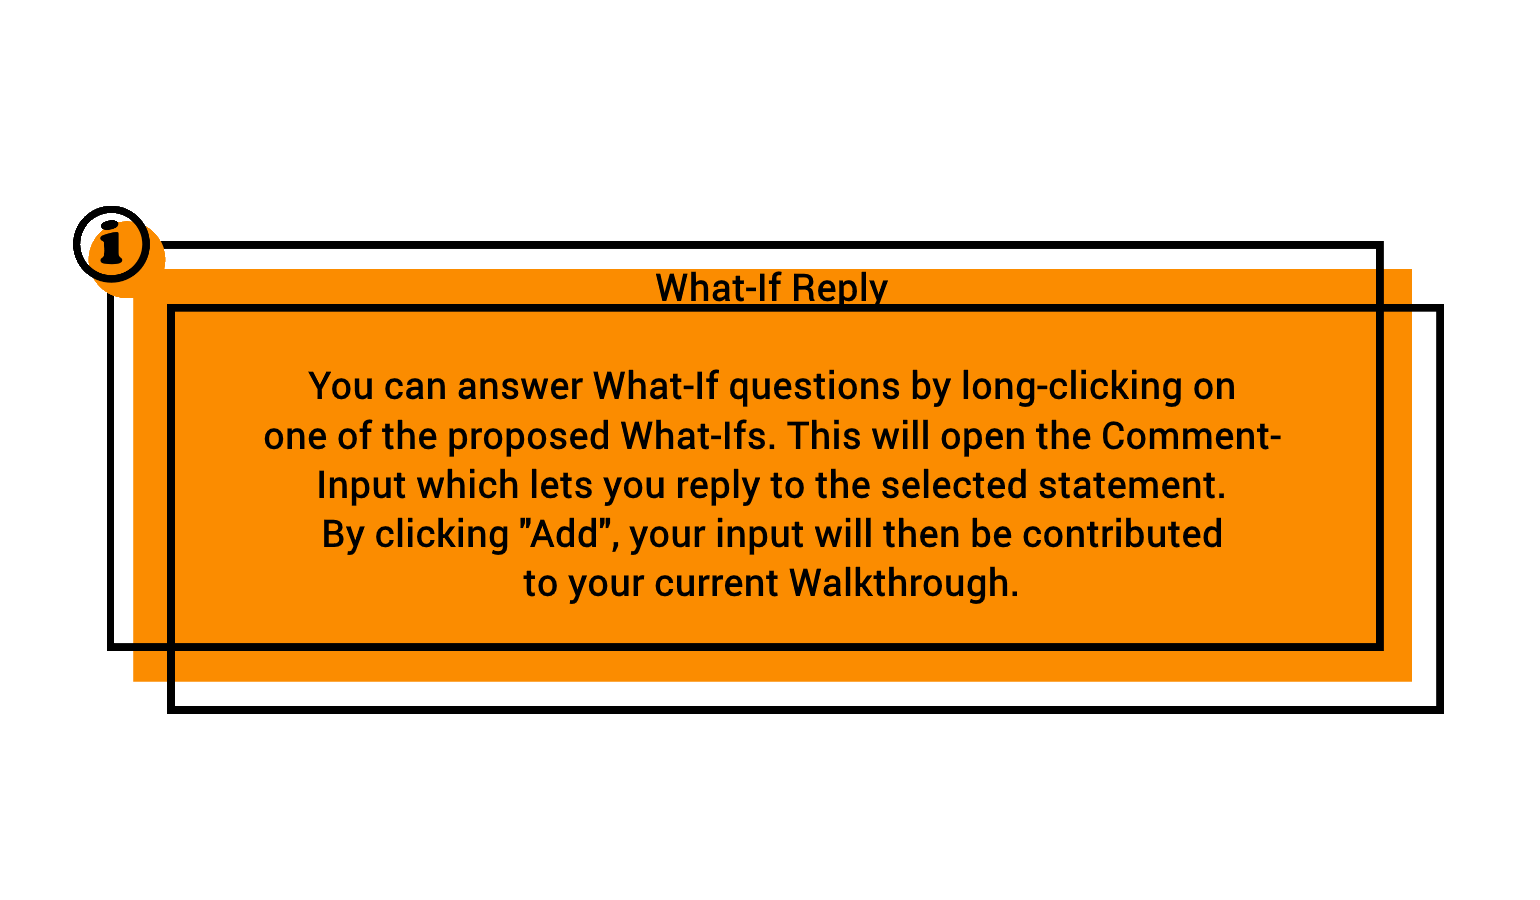 i
What-If Reply
You can answer What-If questions by long-clicking on
one of the proposed What-Ifs. This will open the Comment-
Input which lets you reply to the selected statement.
By clicking "Add", your input will then be contributed
to your current Walkthrough.